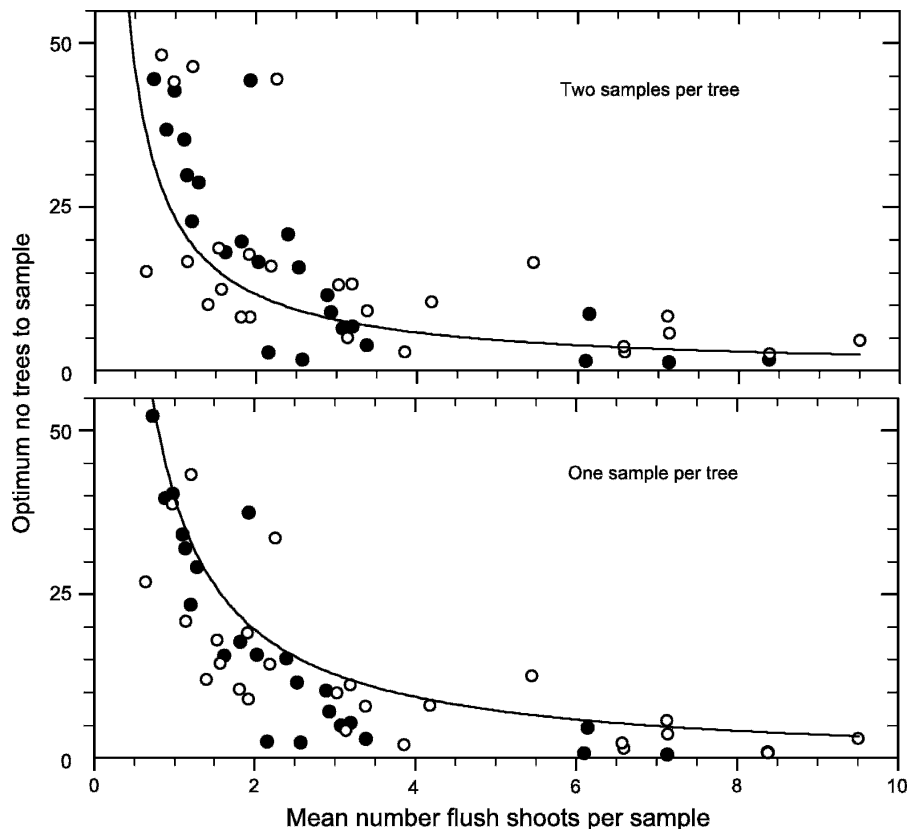 50
25
0
Two samples per tree
Optimum no trees to sample
50
25
0
One sample per tree
0 2 4 6 8 10
Mean number flush shoots per sample